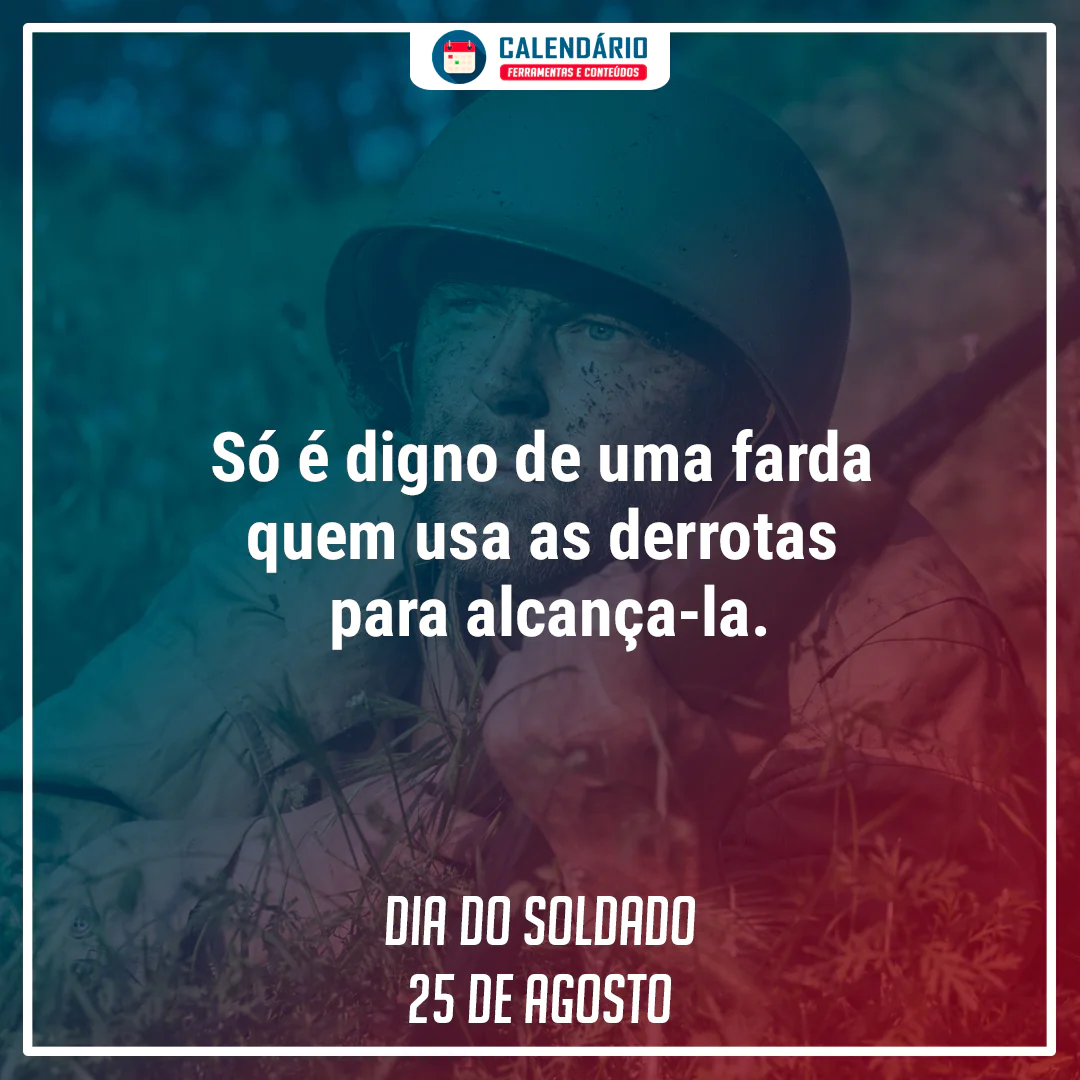 CALENDÁRIO
FERRAMENTAS E CONTEÚDOS
Só é digno de uma farda
quem usa as derrotas
para alcança-la.
DIA DO SOLDADO
25 DE AGOSTO